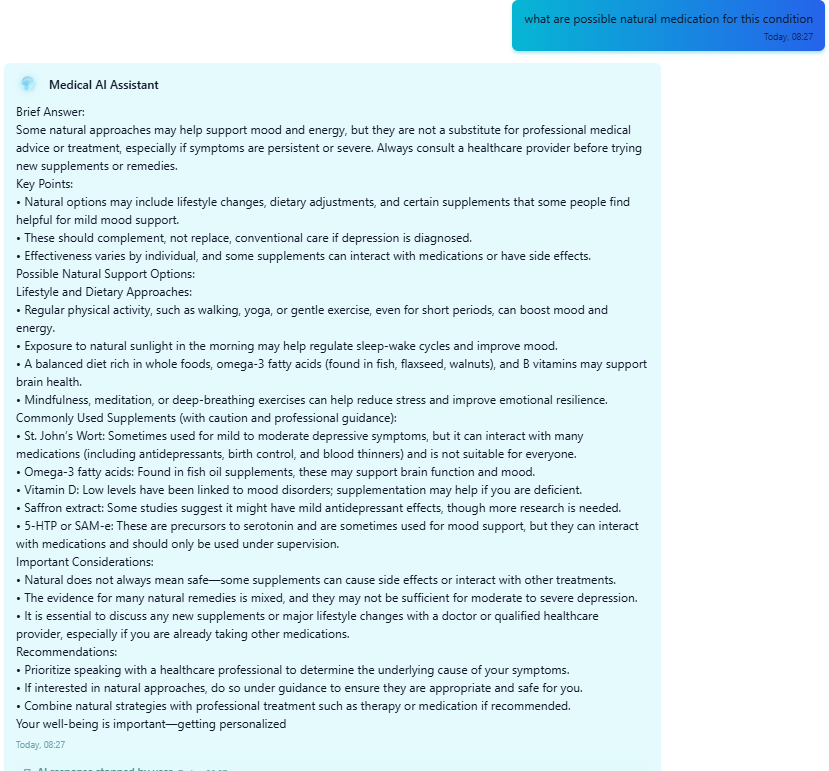 what are possible natural medication for this condition
Today, 08:27
Medical AI Assistant
Brief Answer:
Some natural approaches may help support mood and energy, but they are not a substitute for professional medical
advice or treatment, especially if symptoms are persistent or severe. Always consult a healthcare provider before trying
new supplements or remedies.
Key Points:
• Natural options may include lifestyle changes, dietary adjustments, and certain supplements that some people find
helpful for mild mood support.
• These should complement, not replace, conventional care if depression is diagnosed.
• Effectiveness varies by individual, and some supplements can interact with medications or have side effects.
Possible Natural Support Options:
Lifestyle and Dietary Approaches:
• Regular physical activity, such as walking, yoga, or gentle exercise, even for short periods, can boost mood and
energy.
• Exposure to natural sunlight in the morning may help regulate sleep-wake cycles and improve mood.
• A balanced diet rich in whole foods, omega-3 fatty acids (found in fish, flaxseed, walnuts), and B vitamins may support
brain health.
• Mindfulness, meditation, or deep-breathing exercises can help reduce stress and improve emotional resilience.
Commonly Used Supplements (with caution and professional guidance):
• St. John’s Wort: Sometimes used for mild to moderate depressive symptoms, but it can interact with many
medications (including antidepressants, birth control, and blood thinners) and is not suitable for everyone.
• Omega-3 fatty acids: Found in fish oil supplements, these may support brain function and mood.
• Vitamin D: Low levels have been linked to mood disorders; supplementation may help if you are deficient.
• Saffron extract: Some studies suggest it might have mild antidepressant effects, though more research is needed.
• 5-HTP or SAM-e: These are precursors to serotonin and are sometimes used for mood support, but they can interact
with medications and should only be used under supervision.
Important Considerations:
• Natural does not always mean safe—some supplements can cause side effects or interact with other treatments.
• The evidence for many natural remedies is mixed, and they may not be sufficient for moderate to severe depression.
• It is essential to discuss any new supplements or major lifestyle changes with a doctor or qualified healthcare
provider, especially if you are already taking other medications.
Recommendations:
• Prioritize speaking with a healthcare professional to determine the underlying cause of your symptoms.
• If interested in natural approaches, do so under guidance to ensure they are appropriate and safe for you.
• Combine natural strategies with professional treatment such as therapy or medication if recommended.
Your well-being is important—getting personalized
Today, 08:27
AI response stopped by user